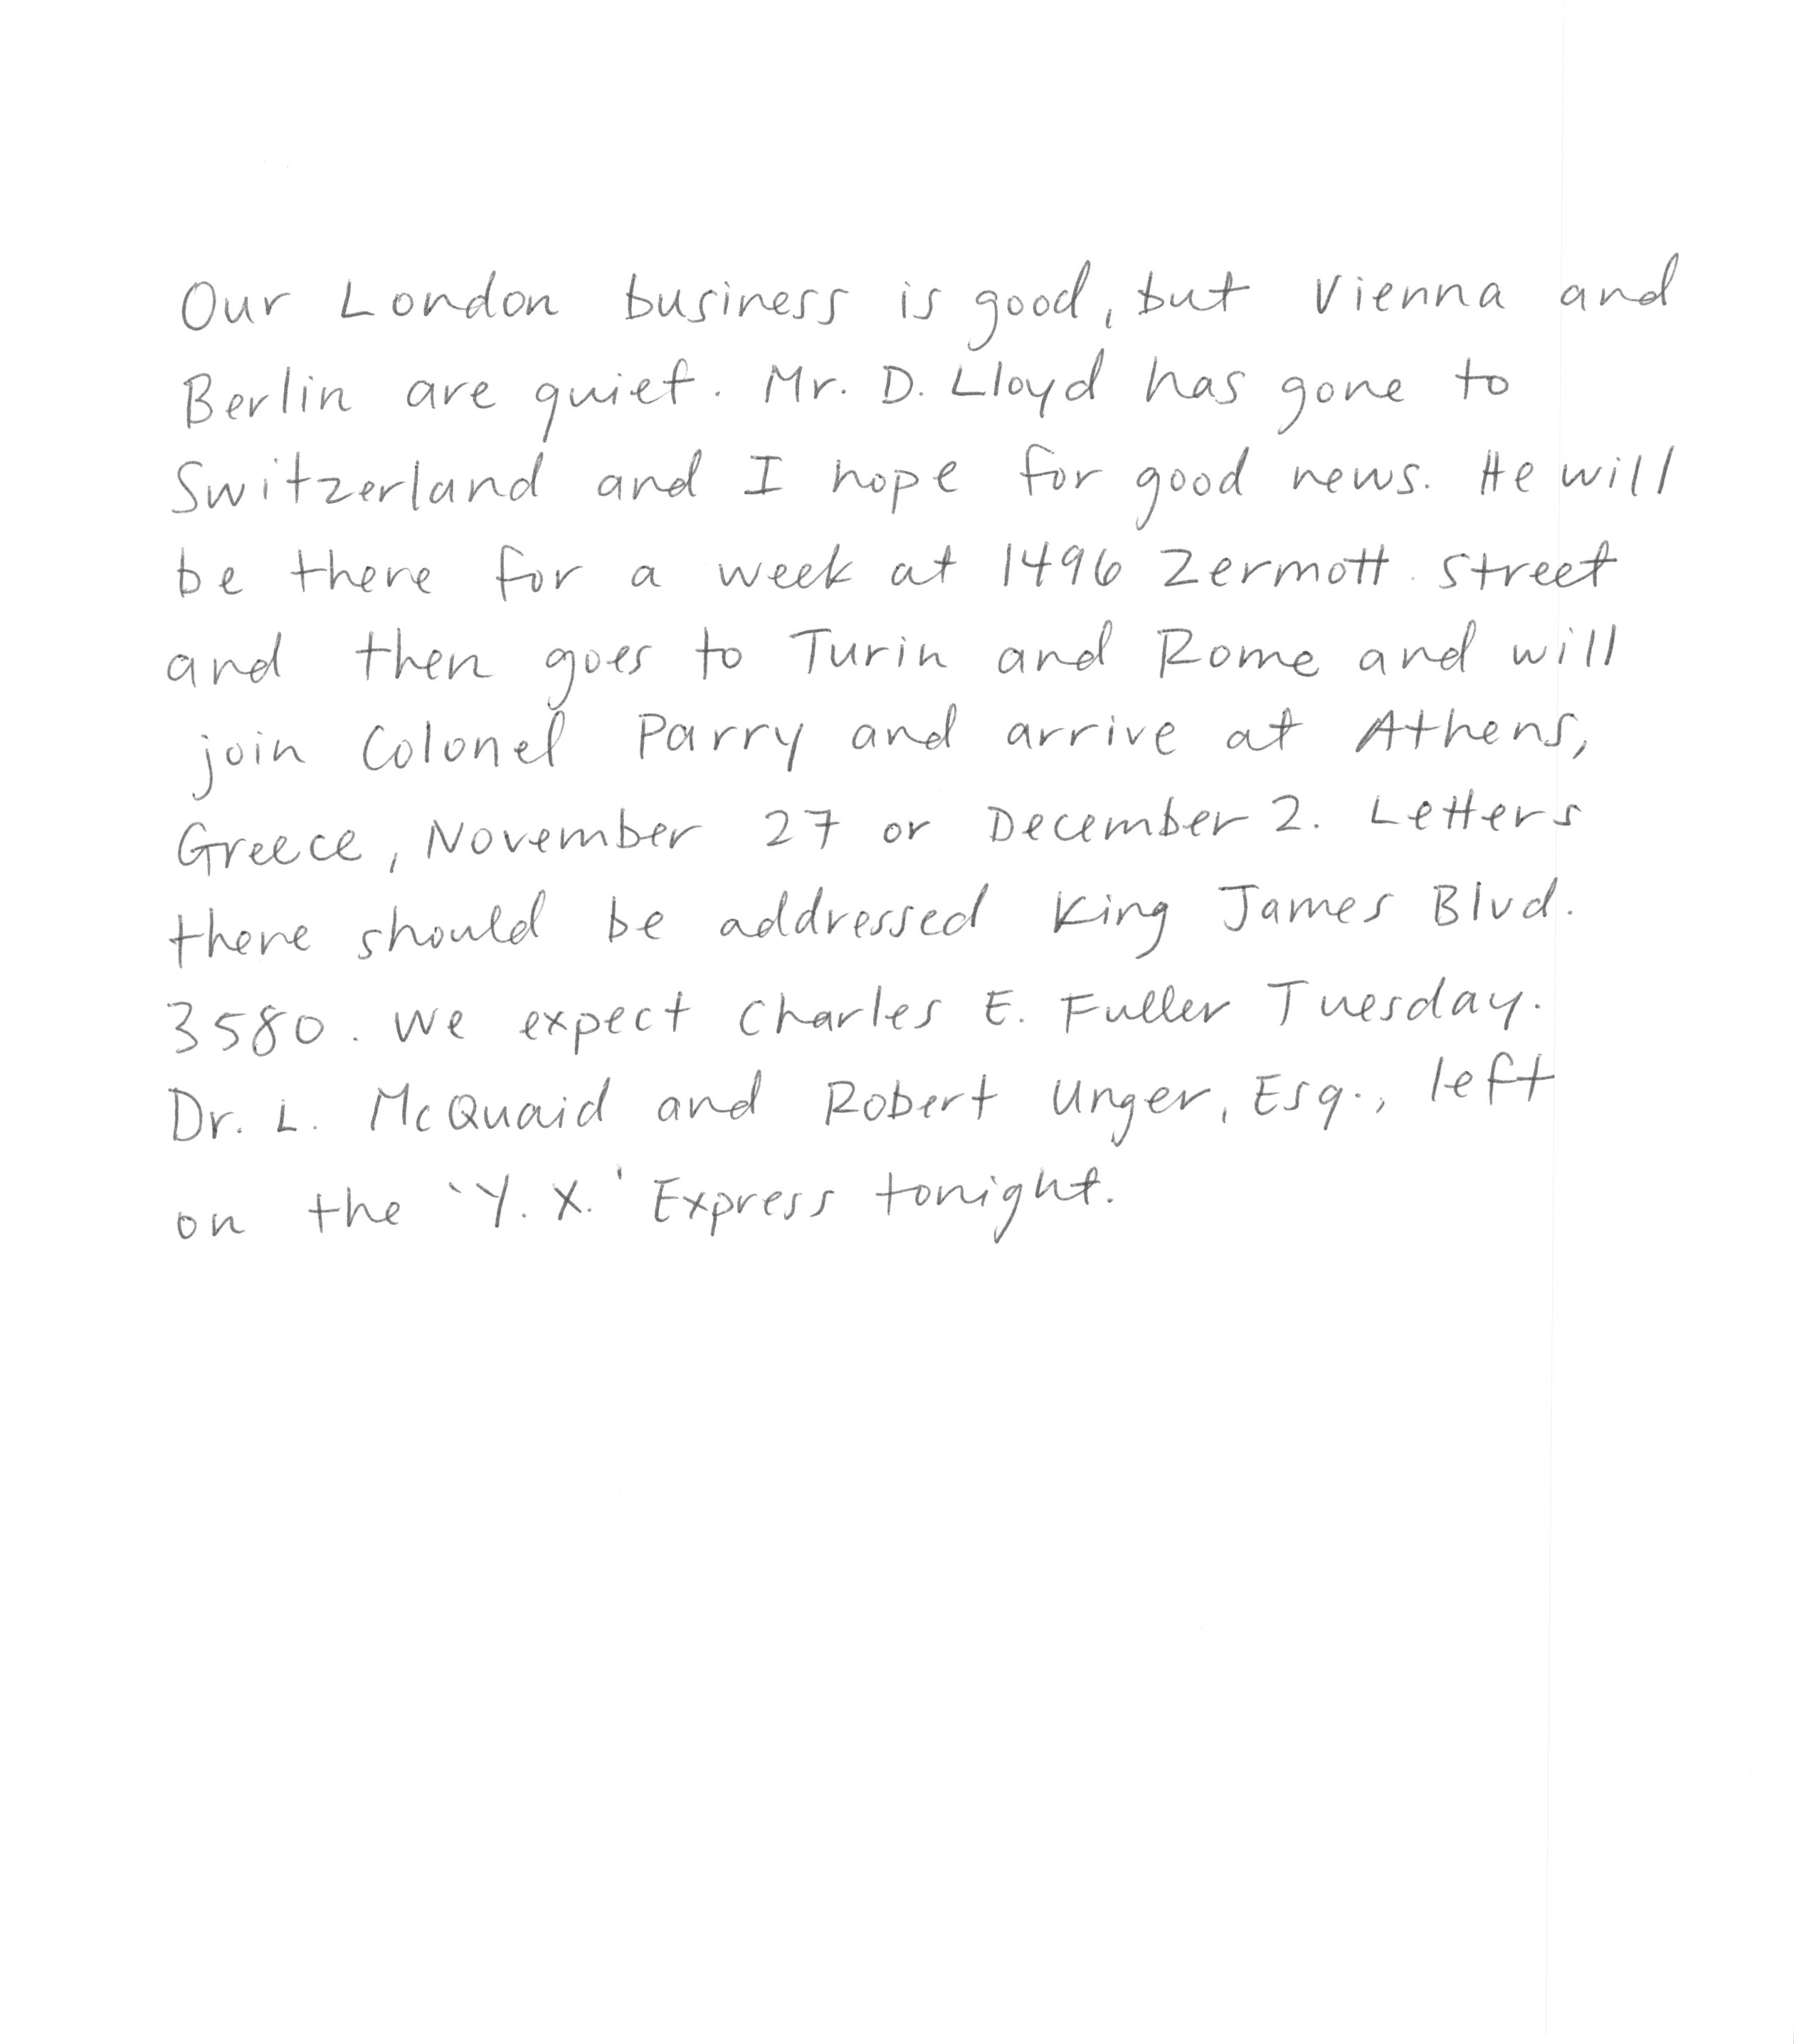 Our London business is good, but Vienna and
Berlin are quiet. Mr. D. Lloyd has gone to
Switzerland and I hope for good news. He will
be there for a week at 1496 Zermott street
and then goes to Turin and Rome and will
join Colonel Parry and arrive at Athens,
Greece, November 27 or December 2. Letters
there should be addressed King James Blvd.
3580. We expect Charles E. Fuller Tuesday.
Dr. L. McQuaid and Robert Unger, Esq., left
on the 'Y. X.' Express tonight.